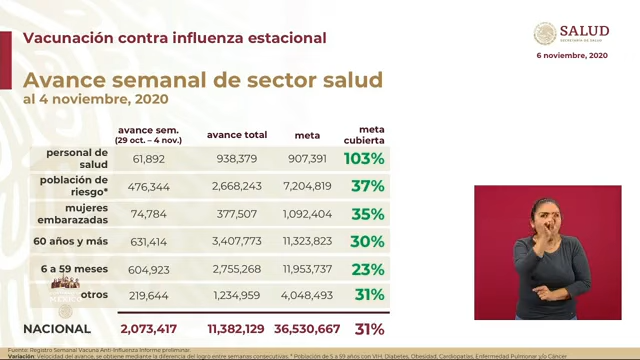 Vacunación contra influenza estacional
SALUD
SECRETARÍA DE SALUD
6 noviembre, 2020
Avance semanal de sector salud
al 4 noviembre, 2020
avance sem. (29 oct. – 4 nov.) avance total meta meta cubierta
personal de salud 61,892 938,379 907,391 103%
población de riesgo* 476,344 2,668,243 7,204,819 37%
mujeres embarazadas 74,784 377,507 1,092,404 35%
60 años y más 631,414 3,407,773 11,323,823 30%
6 a 59 meses 604,923 2,755,268 11,953,737 23%
otros 219,644 1,234,959 4,048,493 31%
MÉXICO
NACIONAL 2,073,417 11,382,129 36,530,667 31%
Fuente: Registro Semanal Vacuna Anti-Influenza Informe preliminar.
Variación: Velocidad del avance, se obtiene mediante la diferencia del logro entre semanas consecutivas. * Población de 5 a 59 años con VIH, Diabetes, Obesidad, Cardiopatías, Enfermedad Pulmonar y/o Cáncer